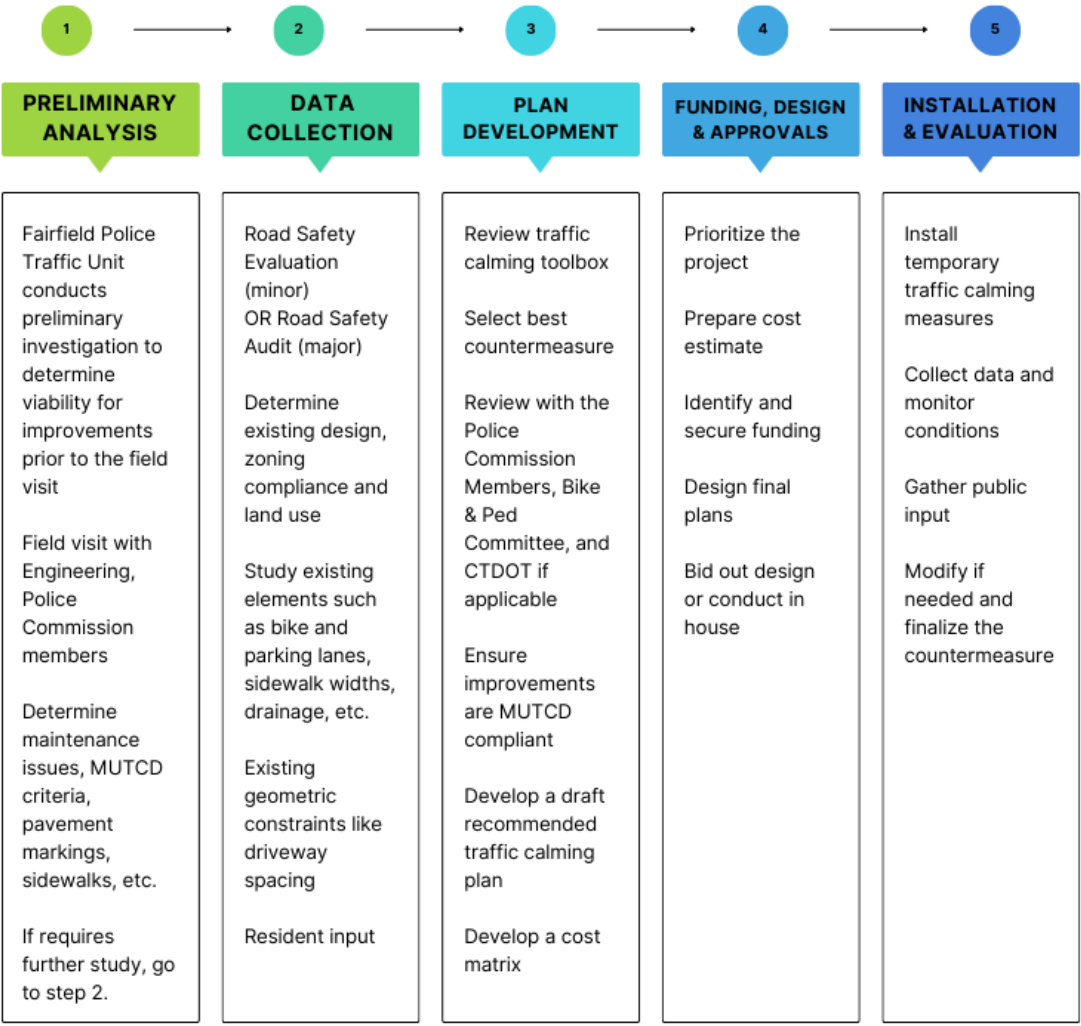 1
2
3
4
5
PRELIMINARY
ANALYSIS
DATA
COLLECTION
PLAN
DEVELOPMENT
FUNDING, DESIGN
& APPROVALS
INSTALLATION
& EVALUATION
Fairfield Police
Traffic Unit
conducts
preliminary
investigation to
determine
viability for
improvements
prior to the field
visit
Field visit with
Engineering,
Police
Commission
members
Determine
maintenance
issues, MUTCD
criteria,
pavement
markings,
sidewalks, etc.
If requires
further study, go
to step 2.
Road Safety
Evaluation
(minor)
OR Road Safety
Audit (major)
Determine
existing design,
zoning
compliance and
land use
Study existing
elements such
as bike and
parking lanes,
sidewalk widths,
drainage, etc.
Existing
geometric
constraints like
driveway
spacing
Resident input
Review traffic
calming toolbox
Select best
countermeasure
Review with the
Police
Commission
Members, Bike
& Ped
Committee, and
CTDOT if
applicable
Ensure
improvements
are MUTCD
compliant
Develop a draft
recommended
traffic calming
plan
Develop a cost
matrix
Prioritize the
project
Prepare cost
estimate
Identify and
secure funding
Design final
plans
Bid out design
or conduct in
house
Install
temporary
traffic calming
measures
Collect data and
monitor
conditions
Gather public
input
Modify if
needed and
finalize the
countermeasure